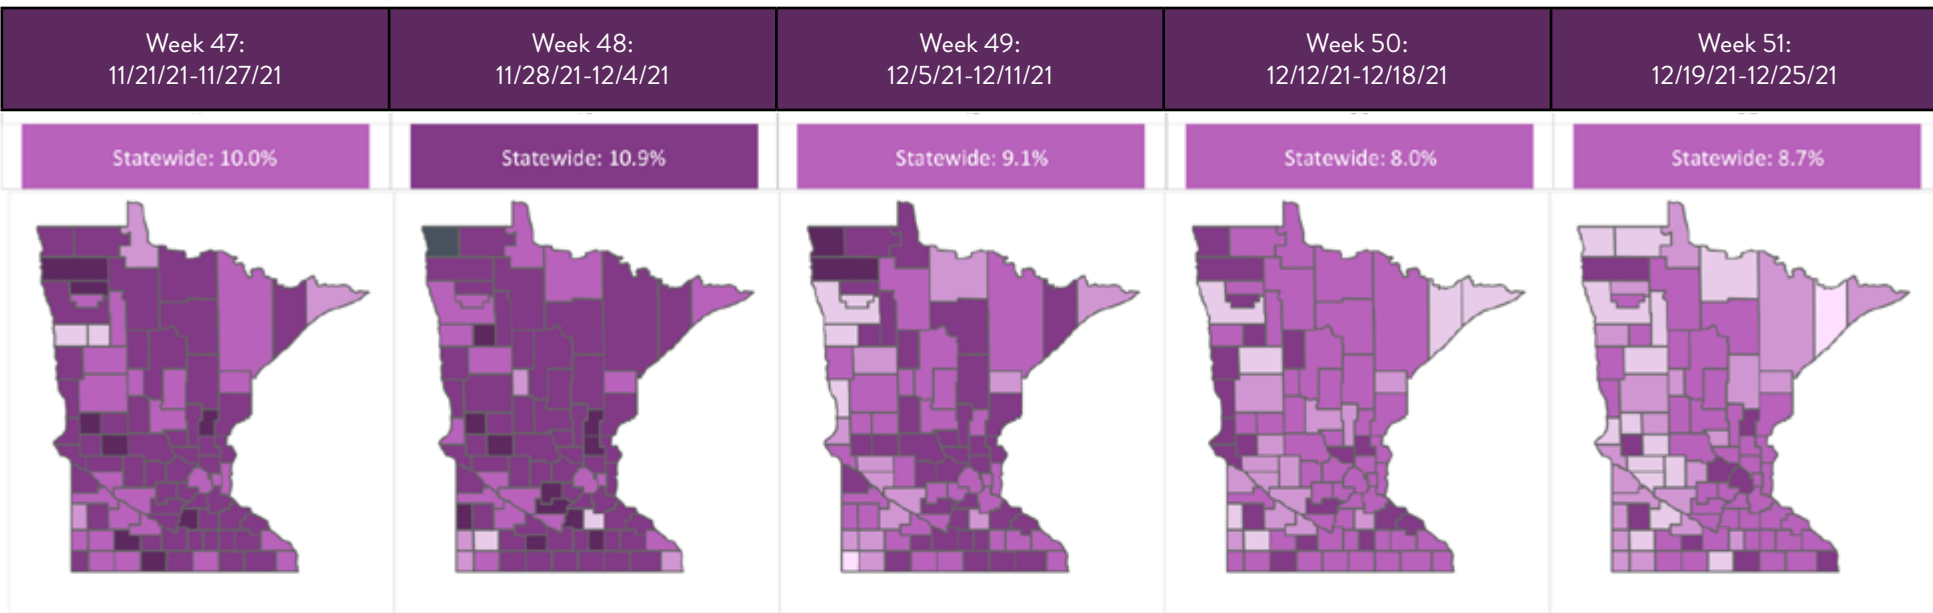 Week 47:
11/21/21-11/27/21
Week 48:
11/28/21-12/4/21
Week 49:
12/5/21-12/11/21
Week 50:
12/12/21-12/18/21
Week 51:
12/19/21-12/25/21
Statewide: 10.0%
Statewide: 10.9%
Statewide: 9.1%
Statewide: 8.0%
Statewide: 8.7%